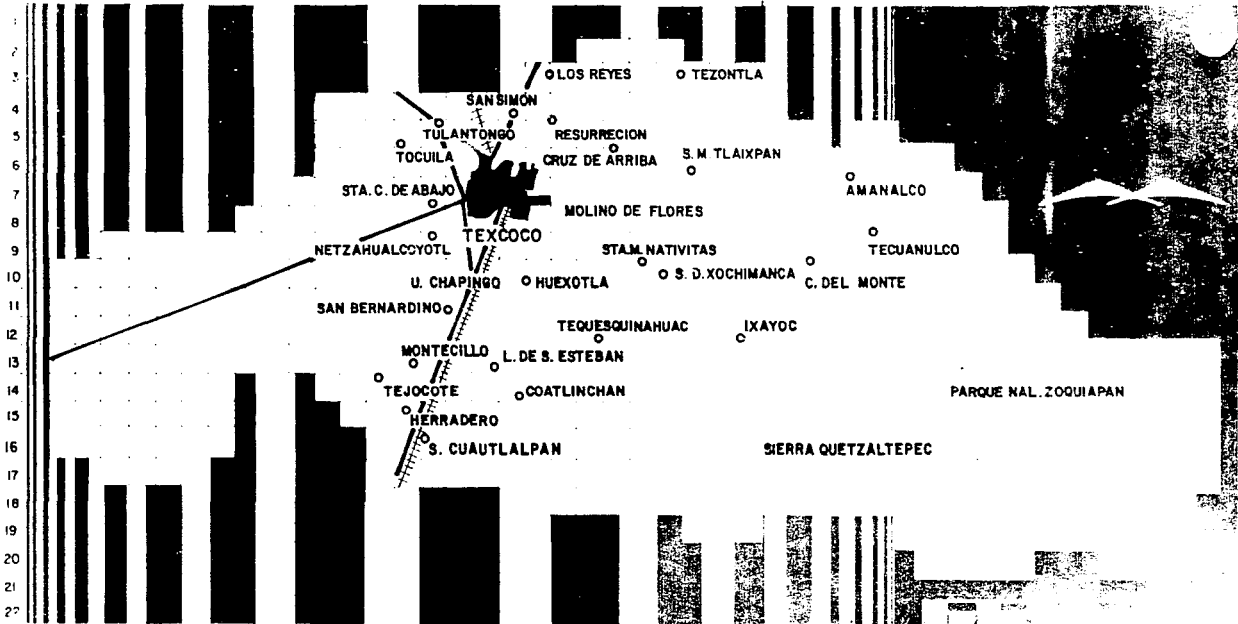 2
3
LOS REYES
TEZONTLA
4
SAN SIMON
5
TULANTONGO
RESURRECION
6
TOCUILA
CRUZ DE ARRIBA
S.M. TLAIXPAN
7
STA. C. DE ABAJO
AMANALCO
8
MOLINO DE FLORES
9
TEXCOCO
NETZAHUALCOYOTL
STA.M. NATIVITAS
TECUANULCO
10
U. CHAPINGO
HUEXOTLA
S. D. XOCHIMANCA
C. DEL MONTE
11
SAN BERNARDINO
12
TEQUESQUINAHUAC
IXAYOC
13
MONTECILLO
L. DE S. ESTEBAN
14
TEJOCOTE
COATLINCHAN
PARQUE NAL. ZOQUIAPAN
15
HERRADERO
16
S. CUAUTLALPAN
SIERRA QUETZALTEPEC
17
18
19
20
21
22